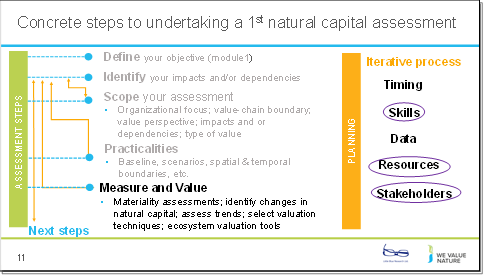 Concrete steps to undertaking a 1st natural capital assessment
ASSESSMENT STEPS
Define your objective (module1)
Identify your impacts and/or dependencies
Scope your assessment
• Organizational focus; value-chain boundary;
value perspective; impacts and or
dependencies; type of value
Practicalities
• Baseline, scenarios, spatial & temporal
boundaries, etc.
Measure and Value
• Materiality assessments; identify changes in
natural capital; assess trends; select valuation
techniques; ecosystem valuation tools
Next steps
PLANNING
Iterative process
Timing
Skills
Data
Resources
Stakeholders
11
WE VALUE
NATURE